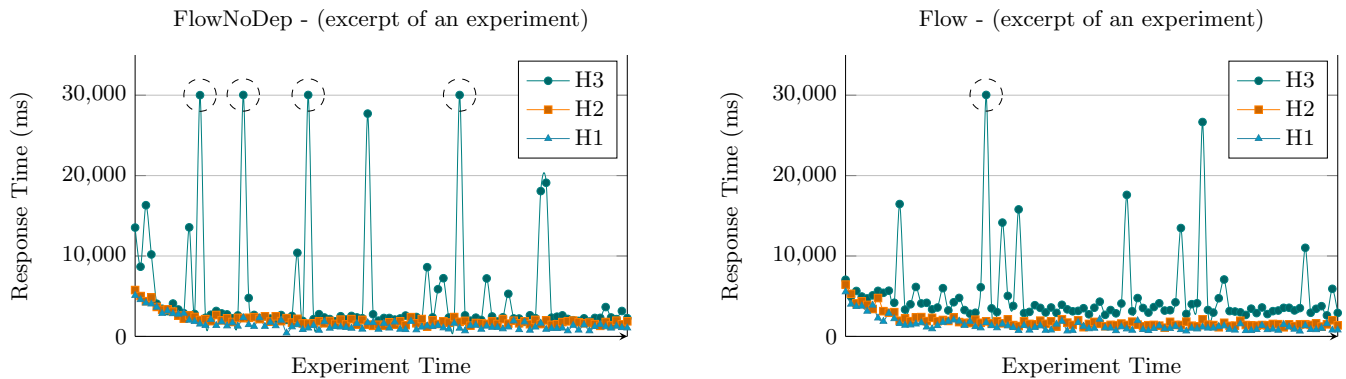 FlowNoDep - (excerpt of an experiment)
Response Time (ms)
30,000
20,000
10,000
0
H3
H2
H1
Experiment Time
Flow - (excerpt of an experiment)
Response Time (ms)
30,000
20,000
10,000
0
H3
H2
H1
Experiment Time